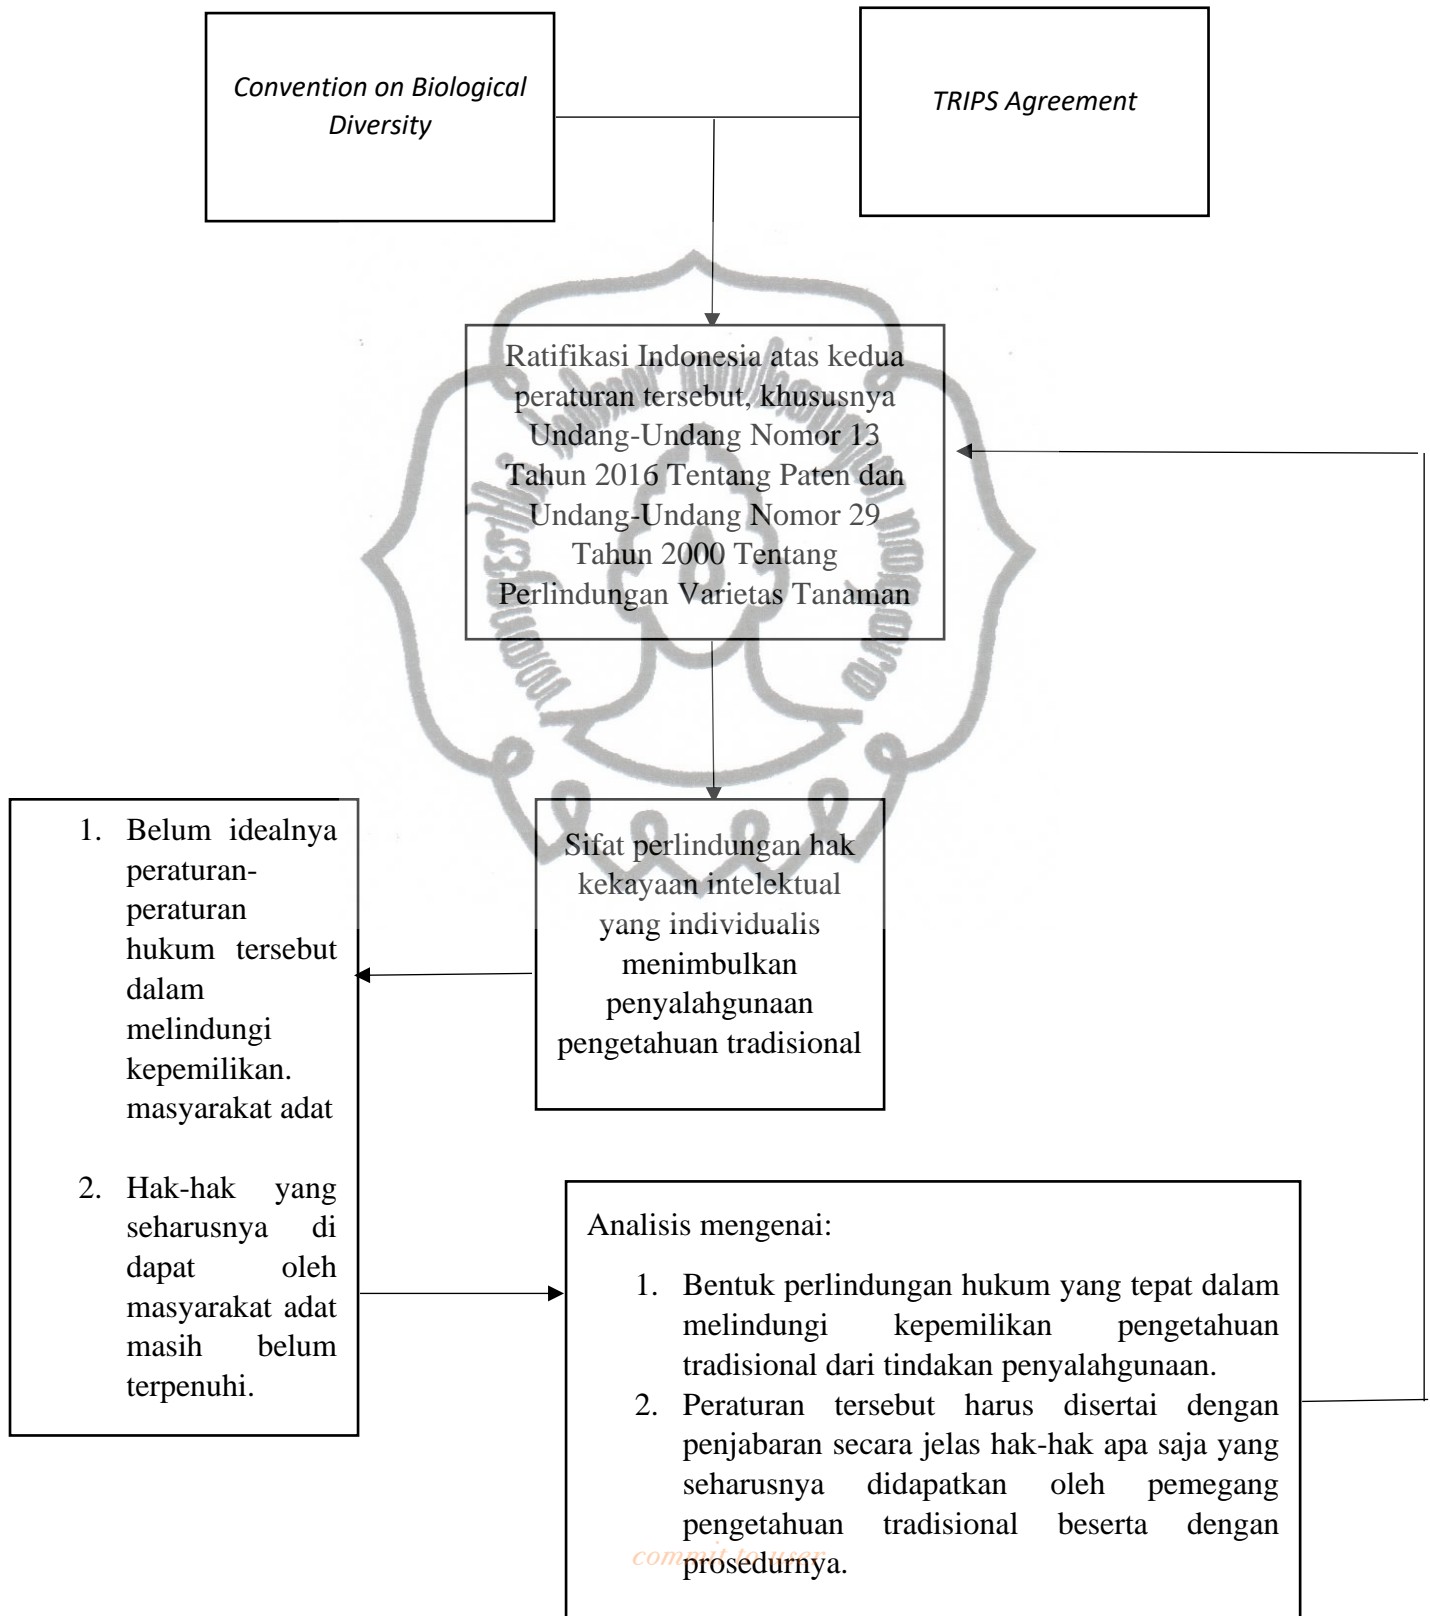 Convention on Biological
Diversity
TRIPS Agreement
Ratifikasi Indonesia atas kedua
peraturan tersebut, khususnya
Undang-Undang Nomor 13
Tahun 2016 Tentang Paten dan
Undang-Undang Nomor 29
Tahun 2000 Tentang
Perlindungan Varietas Tanaman
Sifat perlindungan hak
kekayaan intelektual
yang individualis
menimbulkan
penyalahgunaan
pengetahuan tradisional
1. Belum idealnya
peraturan-
peraturan
hukum tersebut
dalam
melindungi
kepemilikan.
masyarakat adat
2. Hak-hak yang
seharusnya di
dapat oleh
masyarakat adat
masih belum
terpenuhi.
Analisis mengenai:
1. Bentuk perlindungan hukum yang tepat dalam
melindungi kepemilikan pengetahuan
tradisional dari tindakan penyalahgunaan.
2. Peraturan tersebut harus disertai dengan
penjabaran secara jelas hak-hak apa saja yang
seharusnya didapatkan oleh pemegang
pengetahuan tradisional beserta dengan
prosedurnya.
commit to user